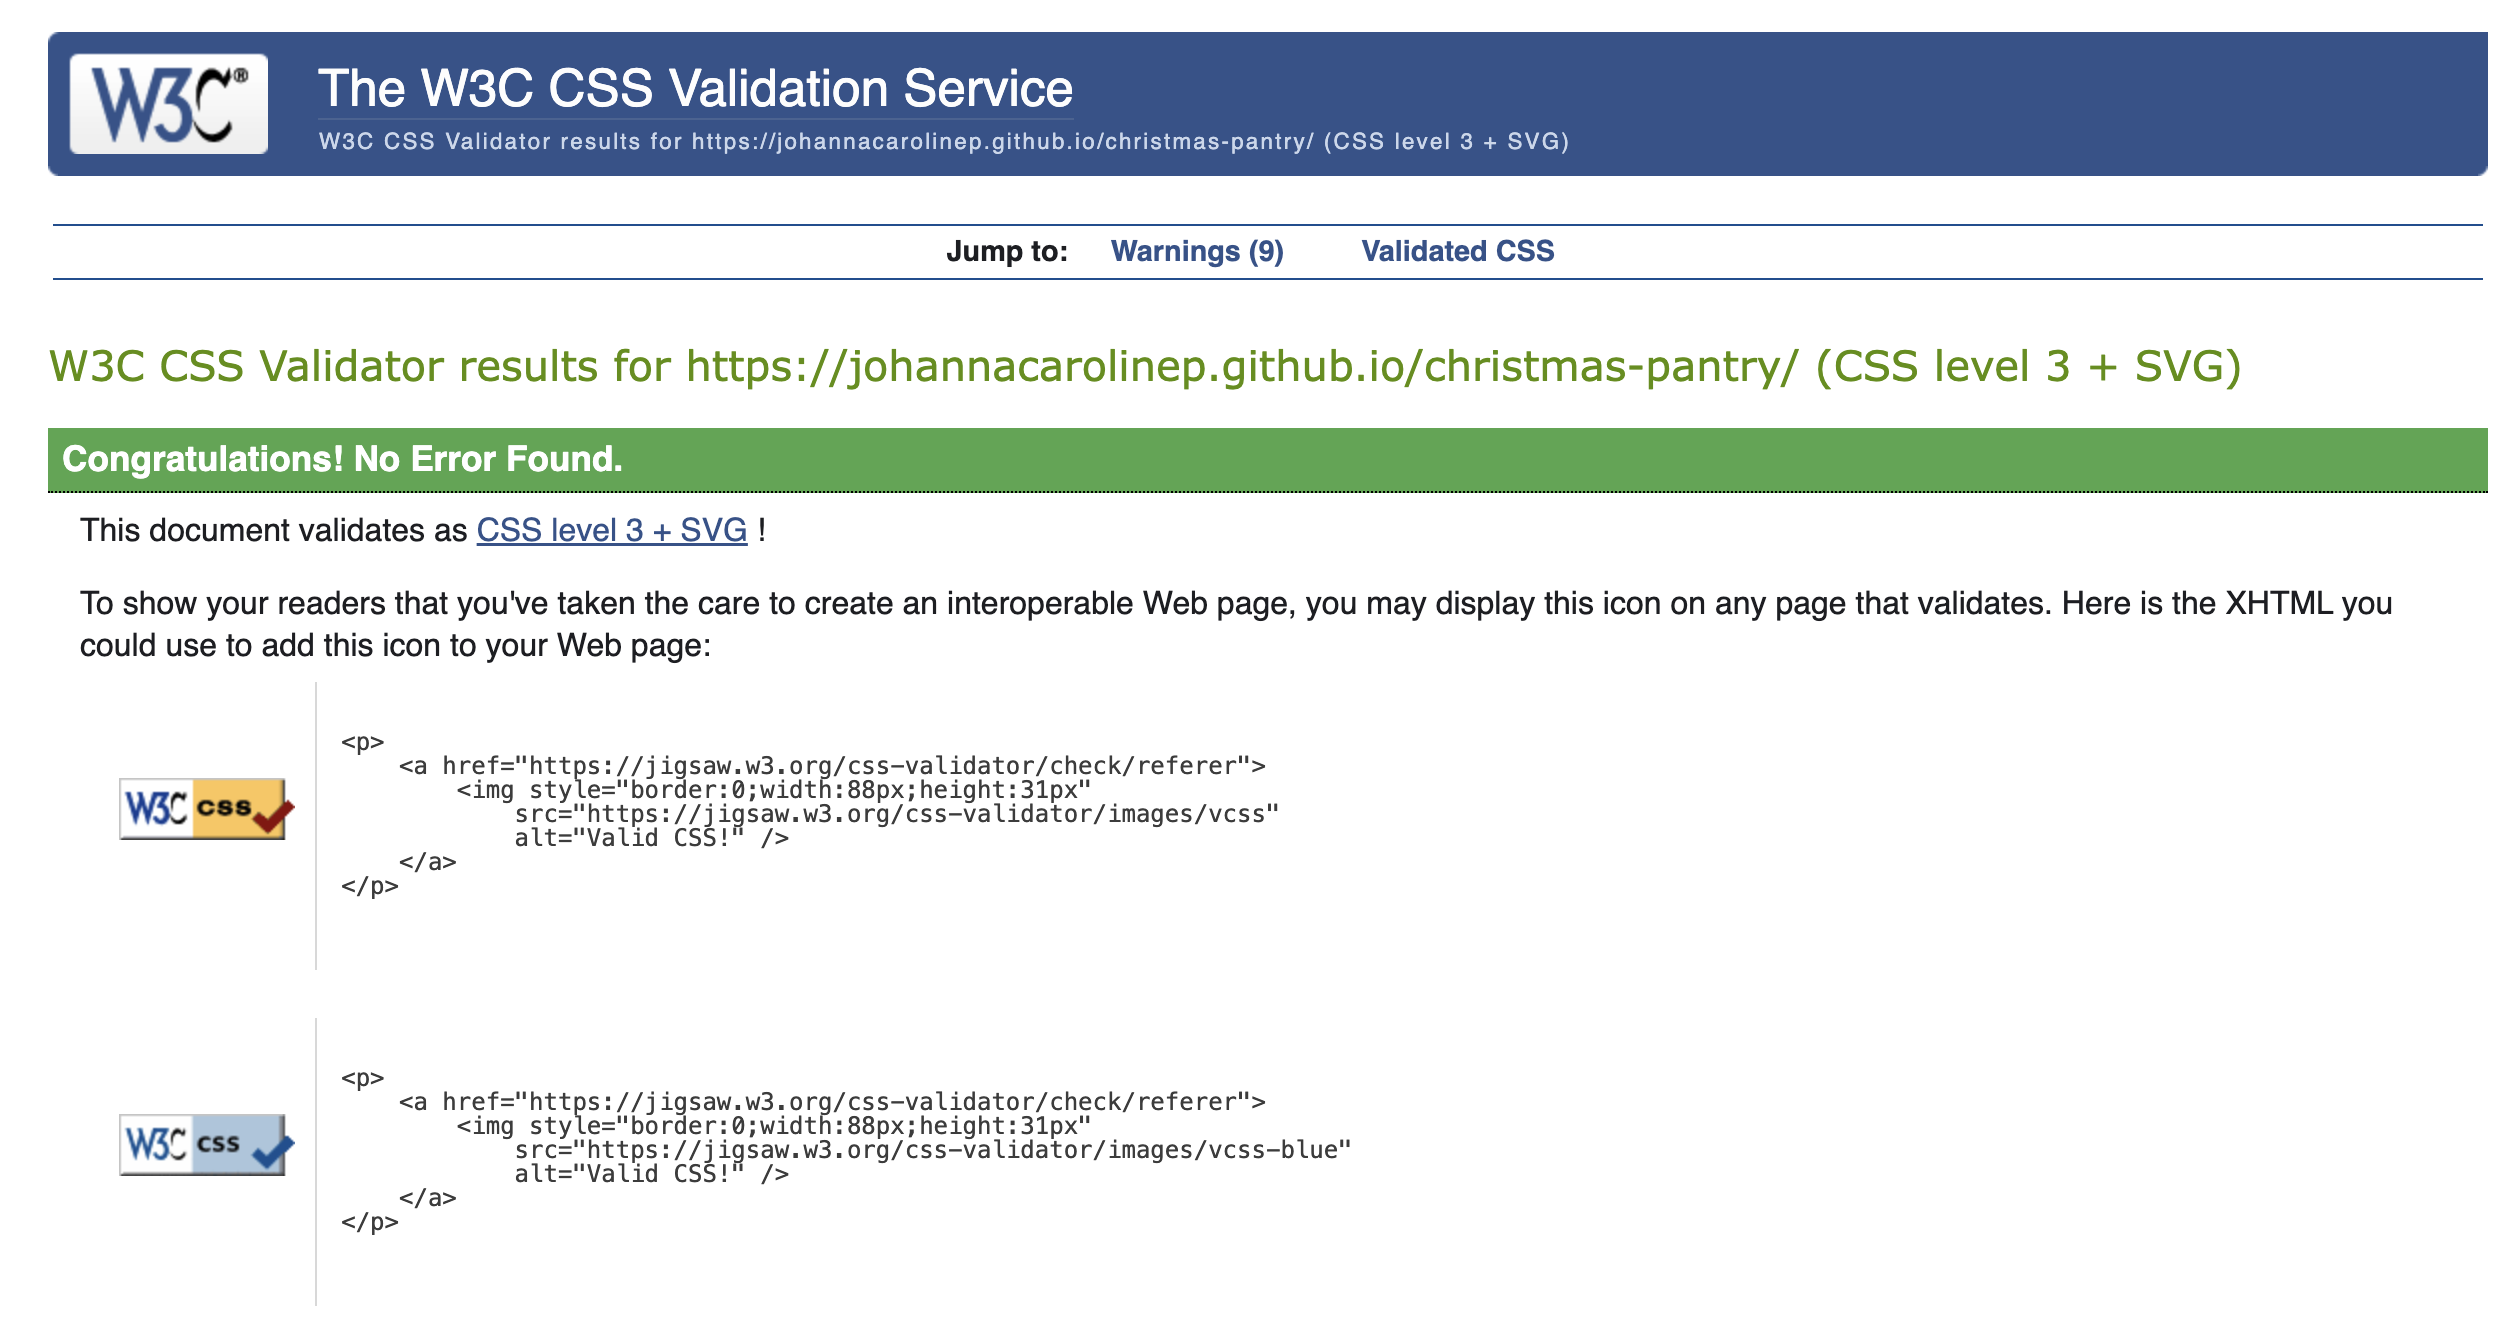 W3C®
The W3C CSS Validation Service
W3C CSS Validator results for https://johannacarolinep.github.io/christmas-pantry/ (CSS level 3 + SVG)
Jump to: Warnings (9) Validated CSS
W3C CSS Validator results for https://johannacarolinep.github.io/christmas-pantry/ (CSS level 3 + SVG)
Congratulations! No Error Found.
This document validates as CSS level 3 + SVG !
To show your readers that you've taken the care to create an interoperable Web page, you may display this icon on any page that validates. Here is the XHTML you
could use to add this icon to your Web page:
W3C css
<p>
    <a href="https://jigsaw.w3.org/css-validator/check/referer">
        <img style="border:0;width:88px;height:31px"
            src="https://jigsaw.w3.org/css-validator/images/vcss"
            alt="Valid CSS!" />
    </a>
</p>
W3C css
<p>
    <a href="https://jigsaw.w3.org/css-validator/check/referer">
        <img style="border:0;width:88px;height:31px"
            src="https://jigsaw.w3.org/css-validator/images/vcss-blue"
            alt="Valid CSS!" />
    </a>
</p>